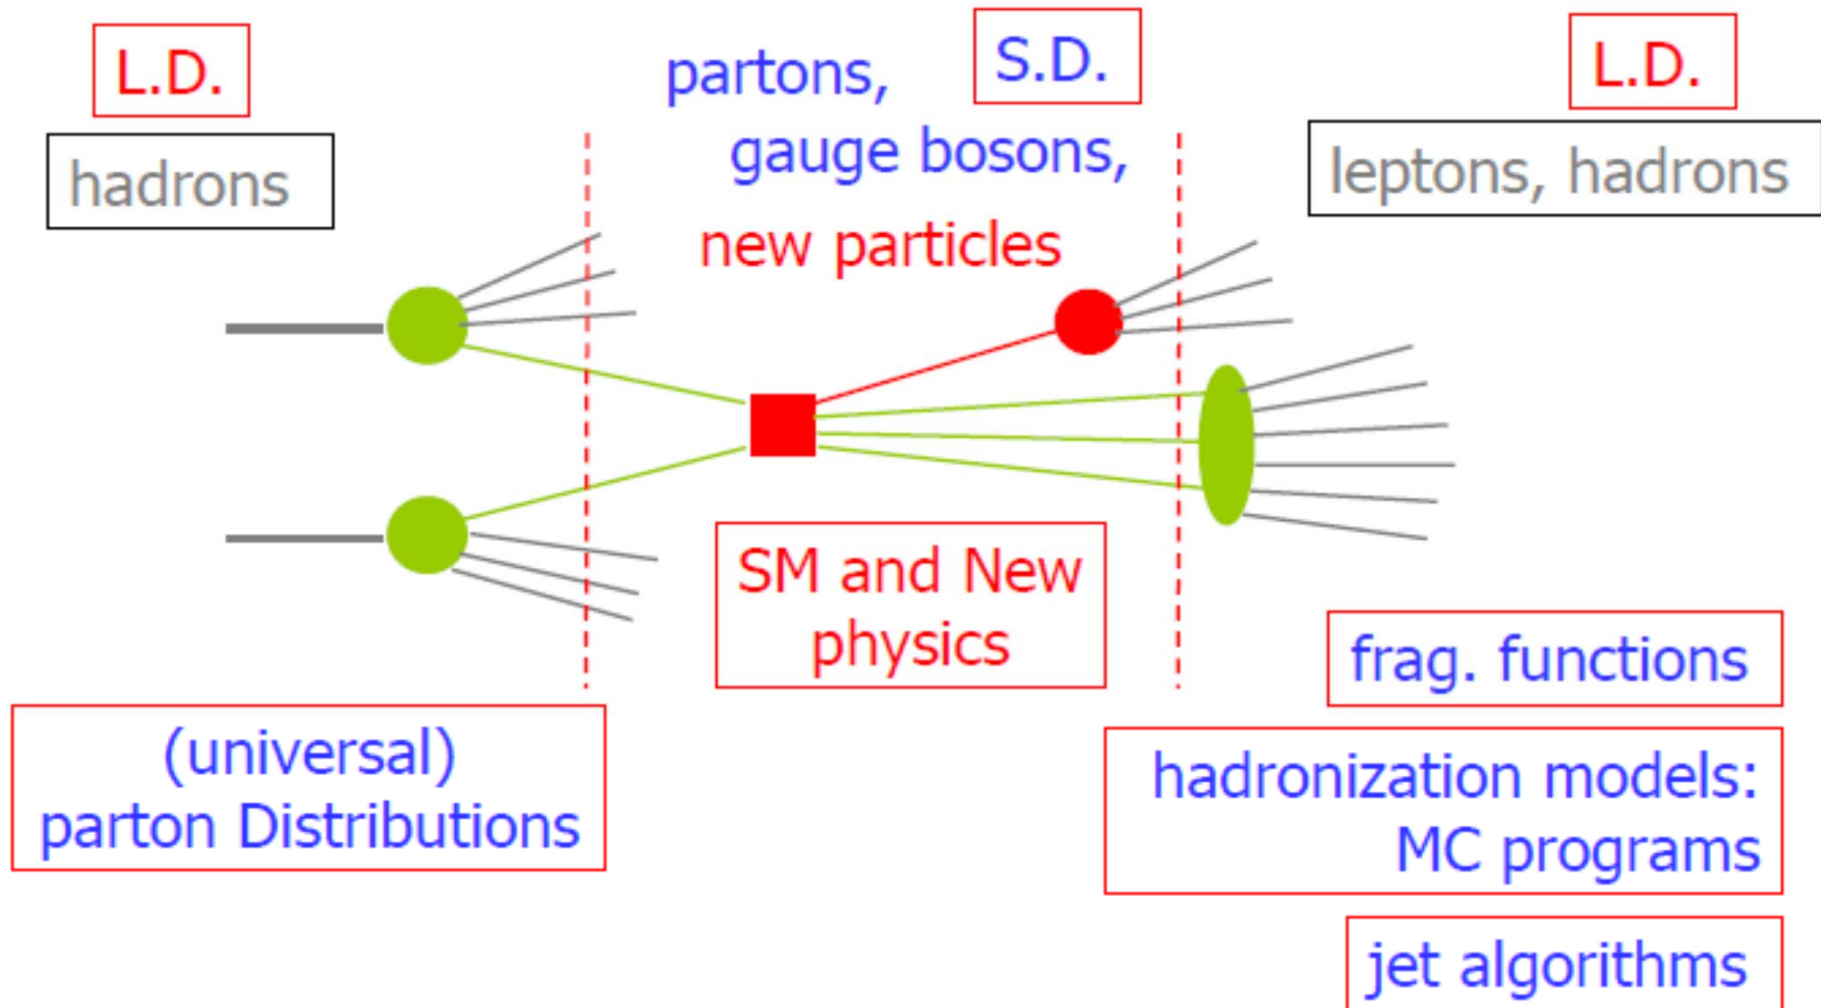 L.D.
hadrons
partons,
gauge bosons,
new particles
S.D.
L.D.
leptons, hadrons
SM and New
physics
(universal)
parton Distributions
frag. functions
hadronization models:
MC programs
jet algorithms